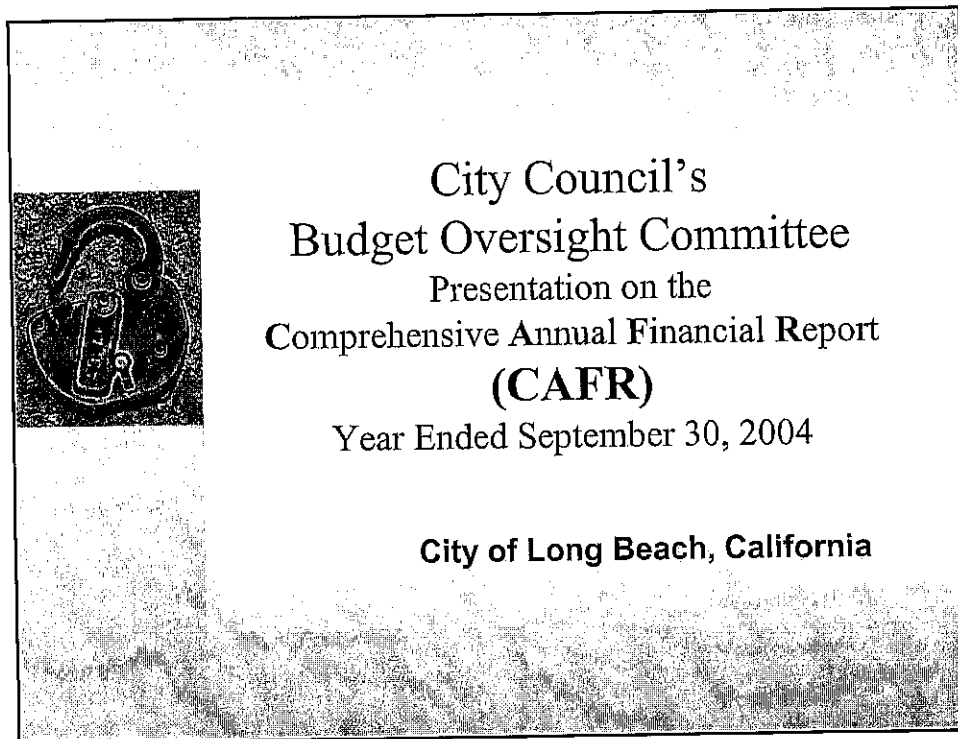 City Council's
Budget Oversight Committee
Presentation on the
Comprehensive Annual Financial Report
(CAFR)
Year Ended September 30, 2004
City of Long Beach, California